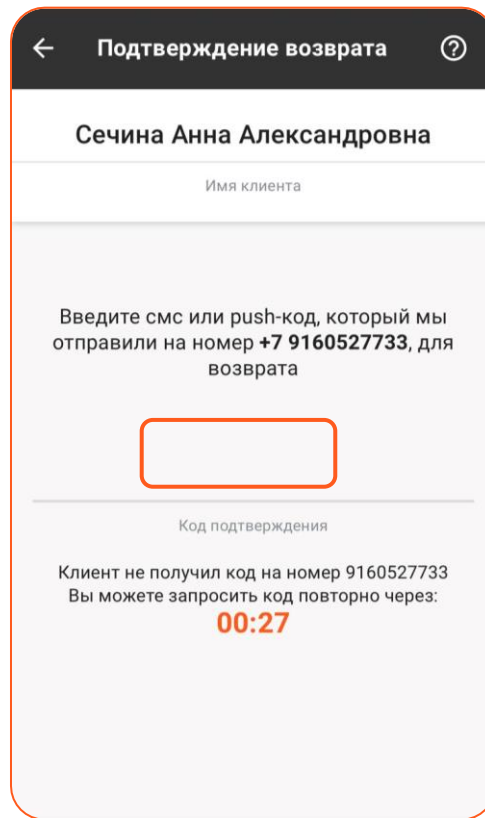 Подтверждение возврата
Сечина Анна Александровна
Имя клиента
Введите смс или push-код, который мы
отправили на номер +7 9160527733, для
возврата
Код подтверждения
Клиент не получил код на номер 9160527733
Вы можете запросить код повторно через:
00:27